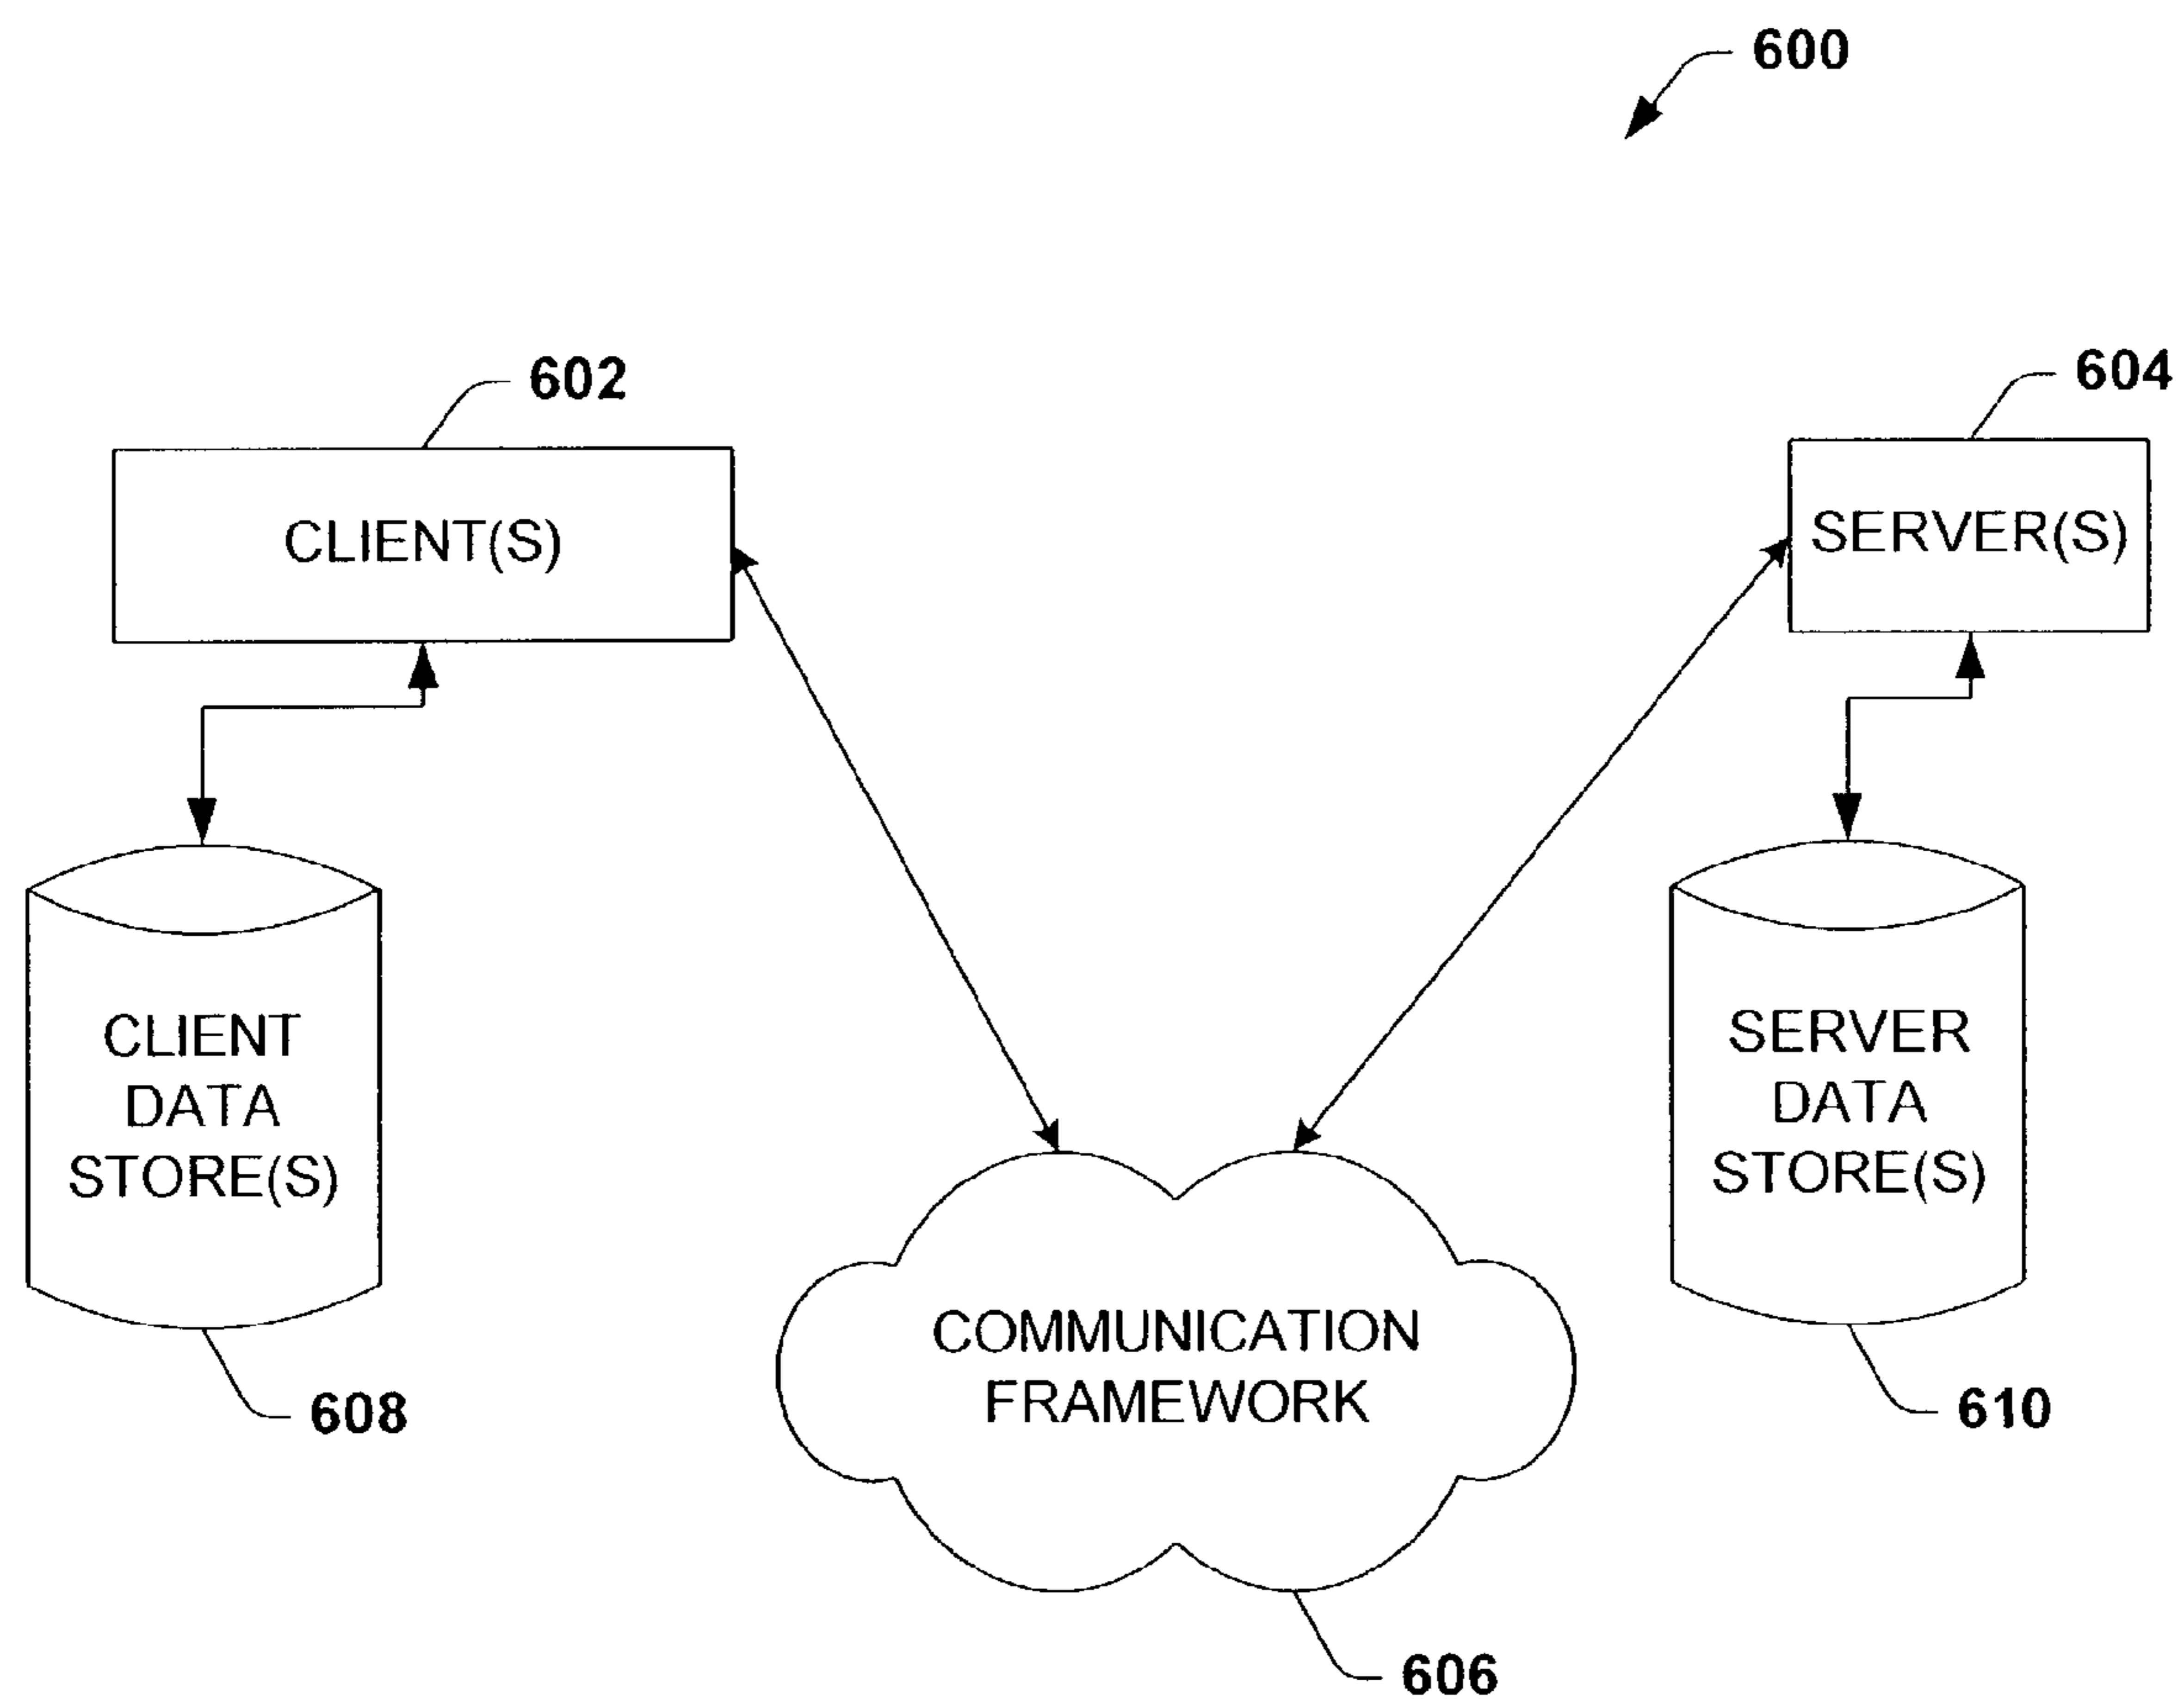 600
602
604
CLIENT(S)
SERVER(S)
CLIENT
DATA
STORE(S)
SERVER
DATA
STORE(S)
COMMUNICATION
FRAMEWORK
608
610
606